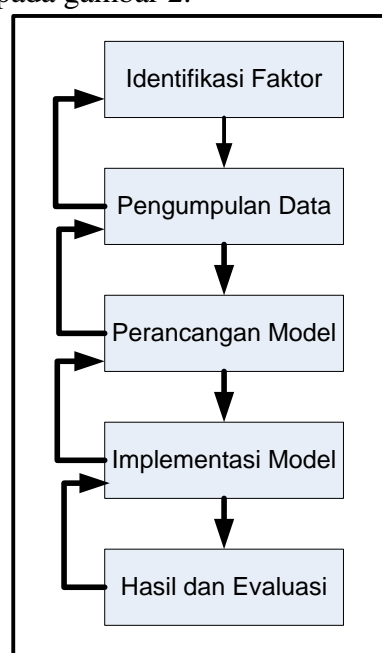 pada gambar 2.
Identifikasi Faktor
Pengumpulan Data
Perancangan Model
Implementasi Model
Hasil dan Evaluasi